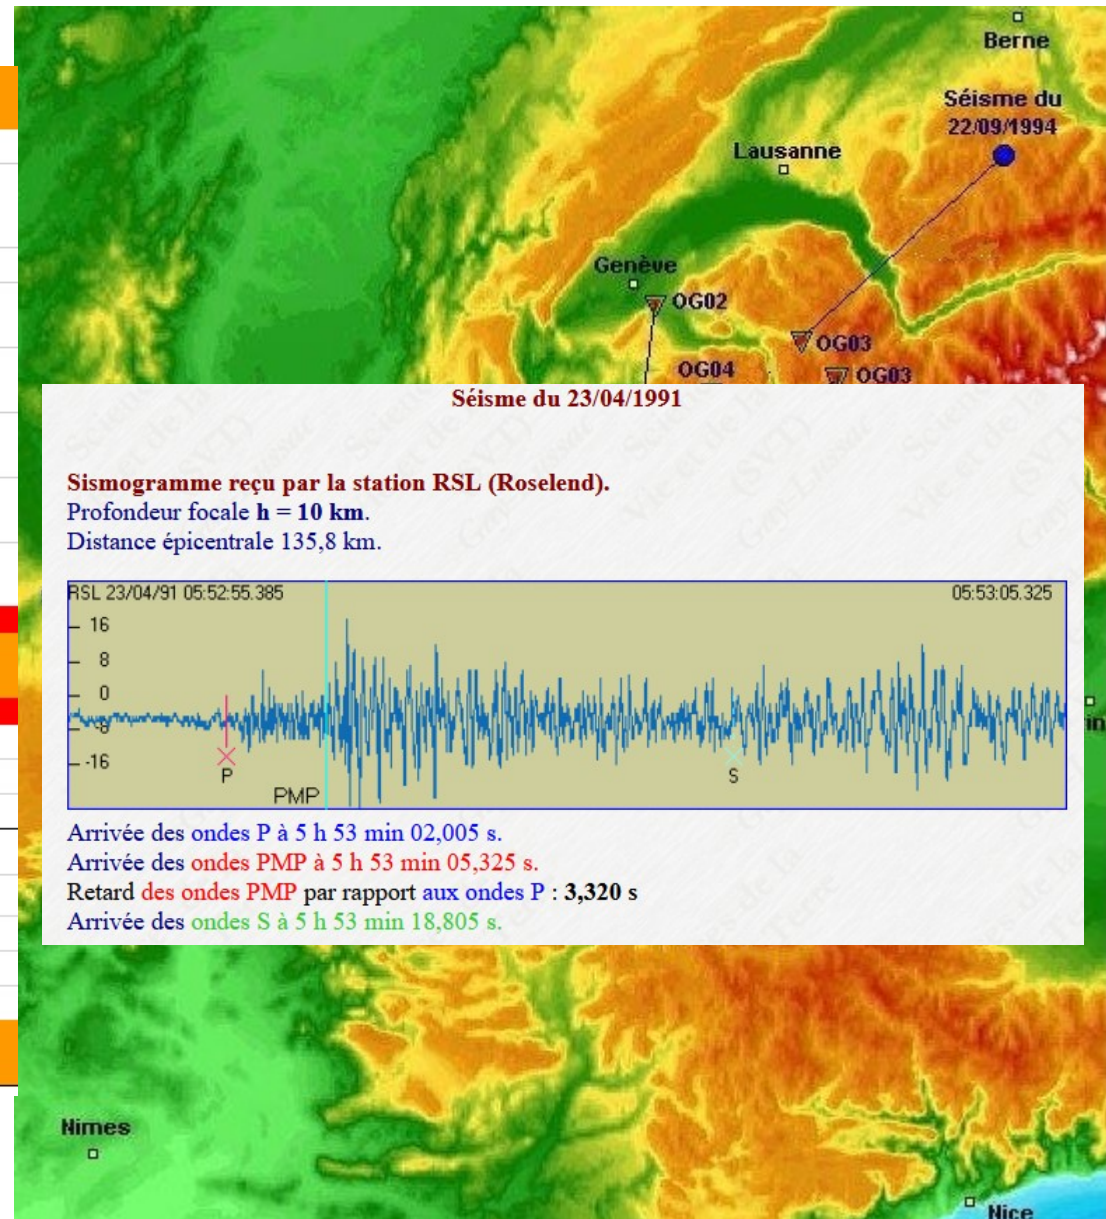 Berne
Séisme du
22/09/1994
Lausanne
Genève
OG02
OG03
OG04
OG03
Séisme du 23/04/1991
Sismogramme reçu par la station RSL (Roselend).
Profondeur focale h = 10 km.
Distance épicentrale 135,8 km.
RSL 23/04/91 05:52:55.385
05:53:05.325
16
8
0
-8
-16
P
S
PMP
Arrivée des ondes P à 5 h 53 min 02,005 s.
Arrivée des ondes PMP à 5 h 53 min 05,325 s.
Retard des ondes PMP par rapport aux ondes P : 3,320 s
Arrivée des ondes S à 5 h 53 min 18,805 s.
in
Nimes
Nice